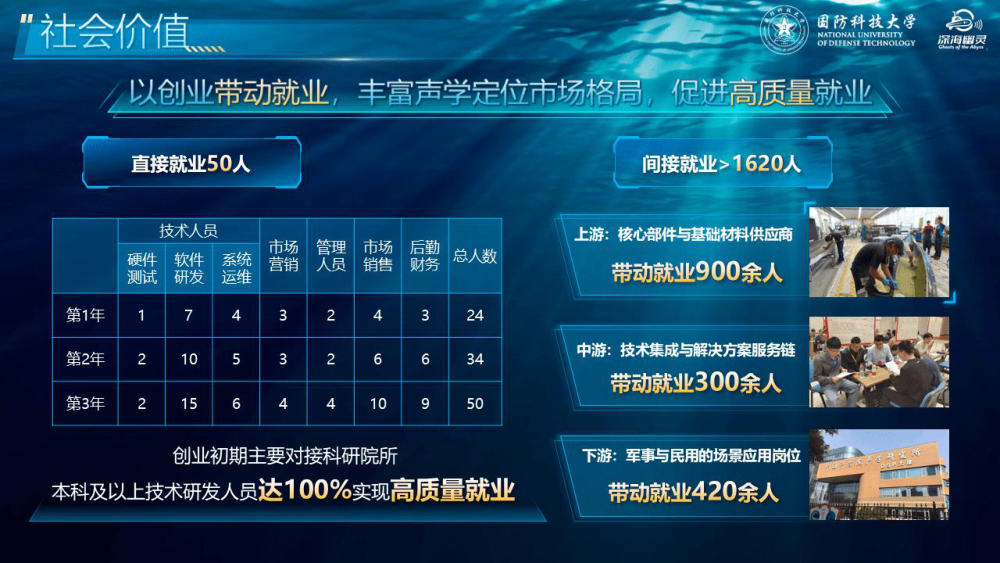 社会价值
国防科技大学
NATIONAL UNIVERSITY
OF DEFENSE TECHNOLOGY
深海幽灵
Ghosts of the Abyss
以创业带动就业，丰富声学定位市场格局，促进高质量就业
直接就业50人
技术人员 市场营销 管理人员 市场销售 后勤财务 总人数
硬件测试 软件研发 系统运维
第1年 1 7 4 3 2 4 3 24
第2年 2 10 5 3 2 6 6 34
第3年 2 15 6 4 4 10 9 50
创业初期主要对接科研院所
本科及以上技术研发人员达100%实现高质量就业
间接就业>1620人
上游：核心部件与基础材料供应商
带动就业900余人
中游：技术集成与解决方案服务链
带动就业300余人
下游：军事与民用的场景应用岗位
带动就业420余人